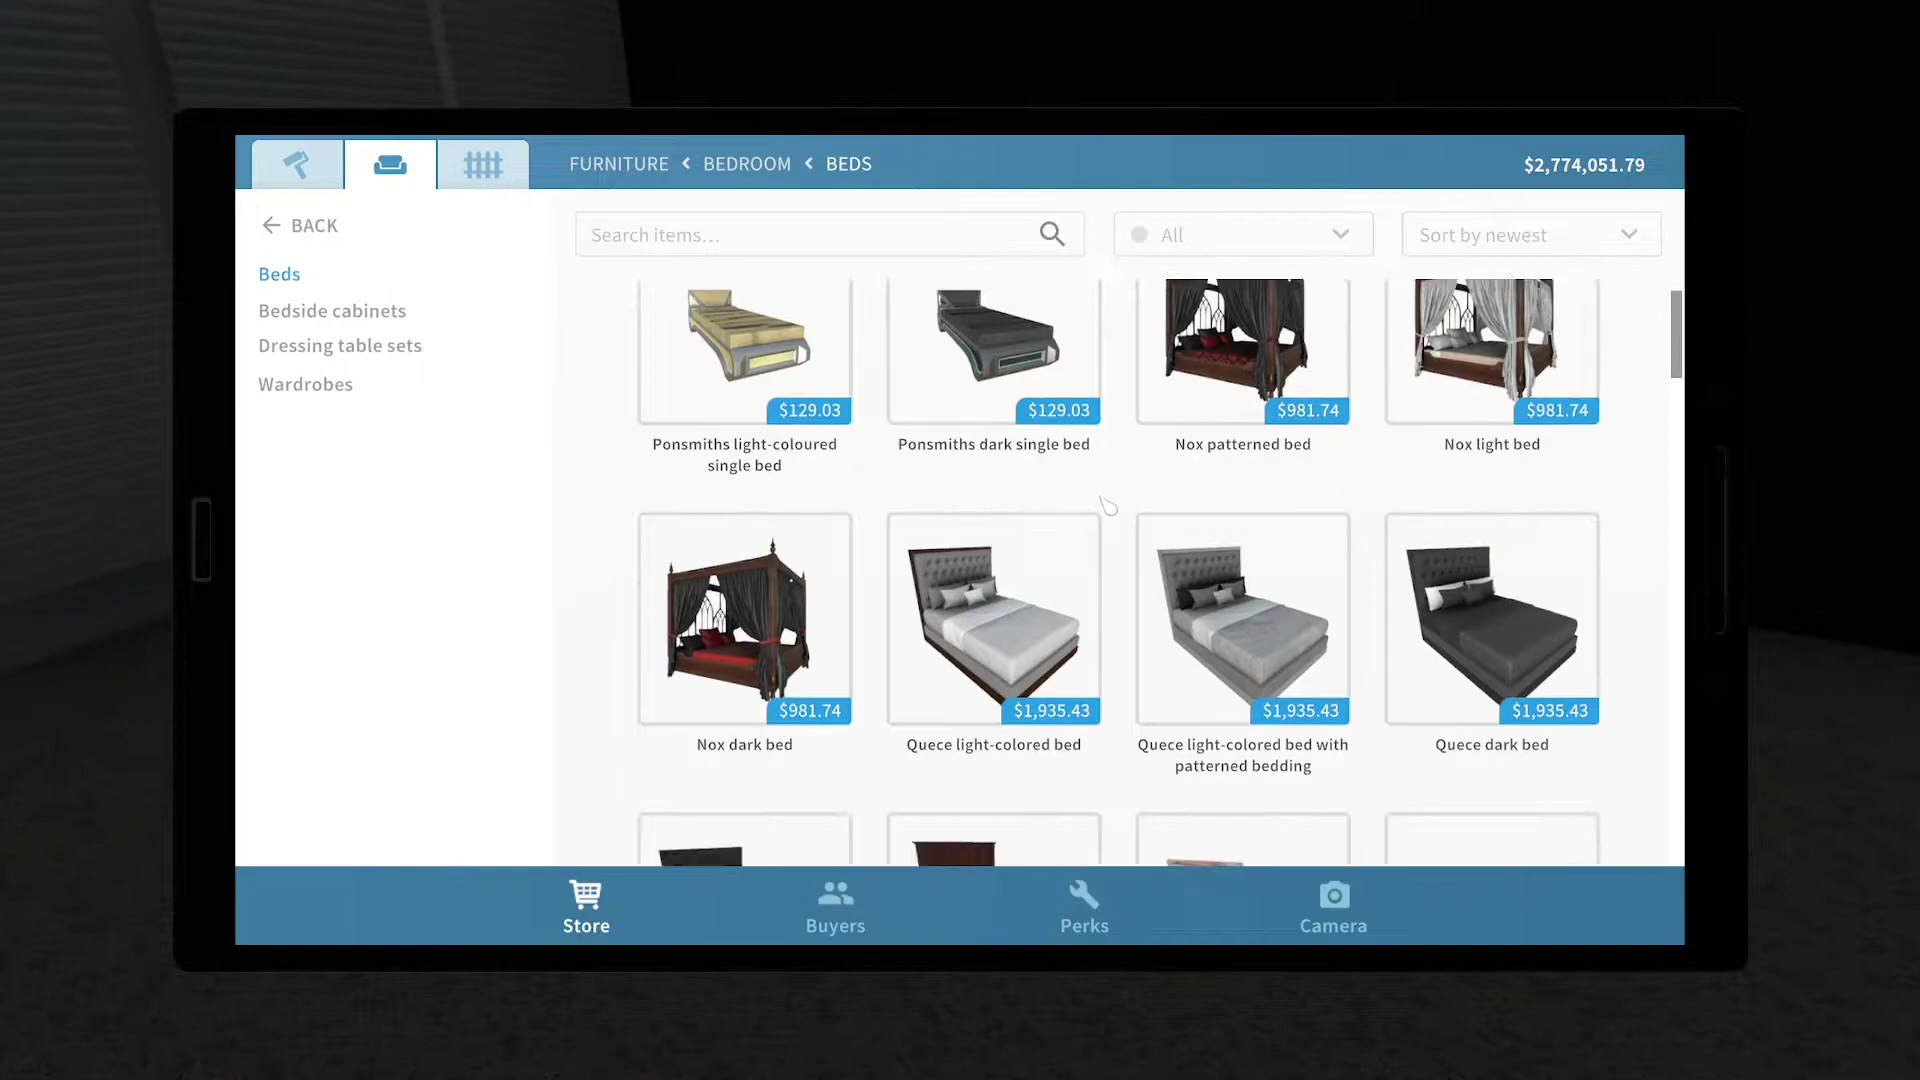 FURNITURE < BEDROOM < BEDS
$2,774,051.79
BACK
Beds
Bedside cabinets
Dressing table sets
Wardrobes
Search items...
All
Sort by newest
$129.03
$129.03
$981.74
$981.74
Ponsmiths light-coloured
single bed
Ponsmiths dark single bed
Nox patterned bed
Nox light bed
$981.74
$1,935.43
$1,935.43
$1,935.43
Nox dark bed
Quece light-colored bed
Quece light-colored bed with
patterned bedding
Quece dark bed
Store
Buyers
Perks
Camera